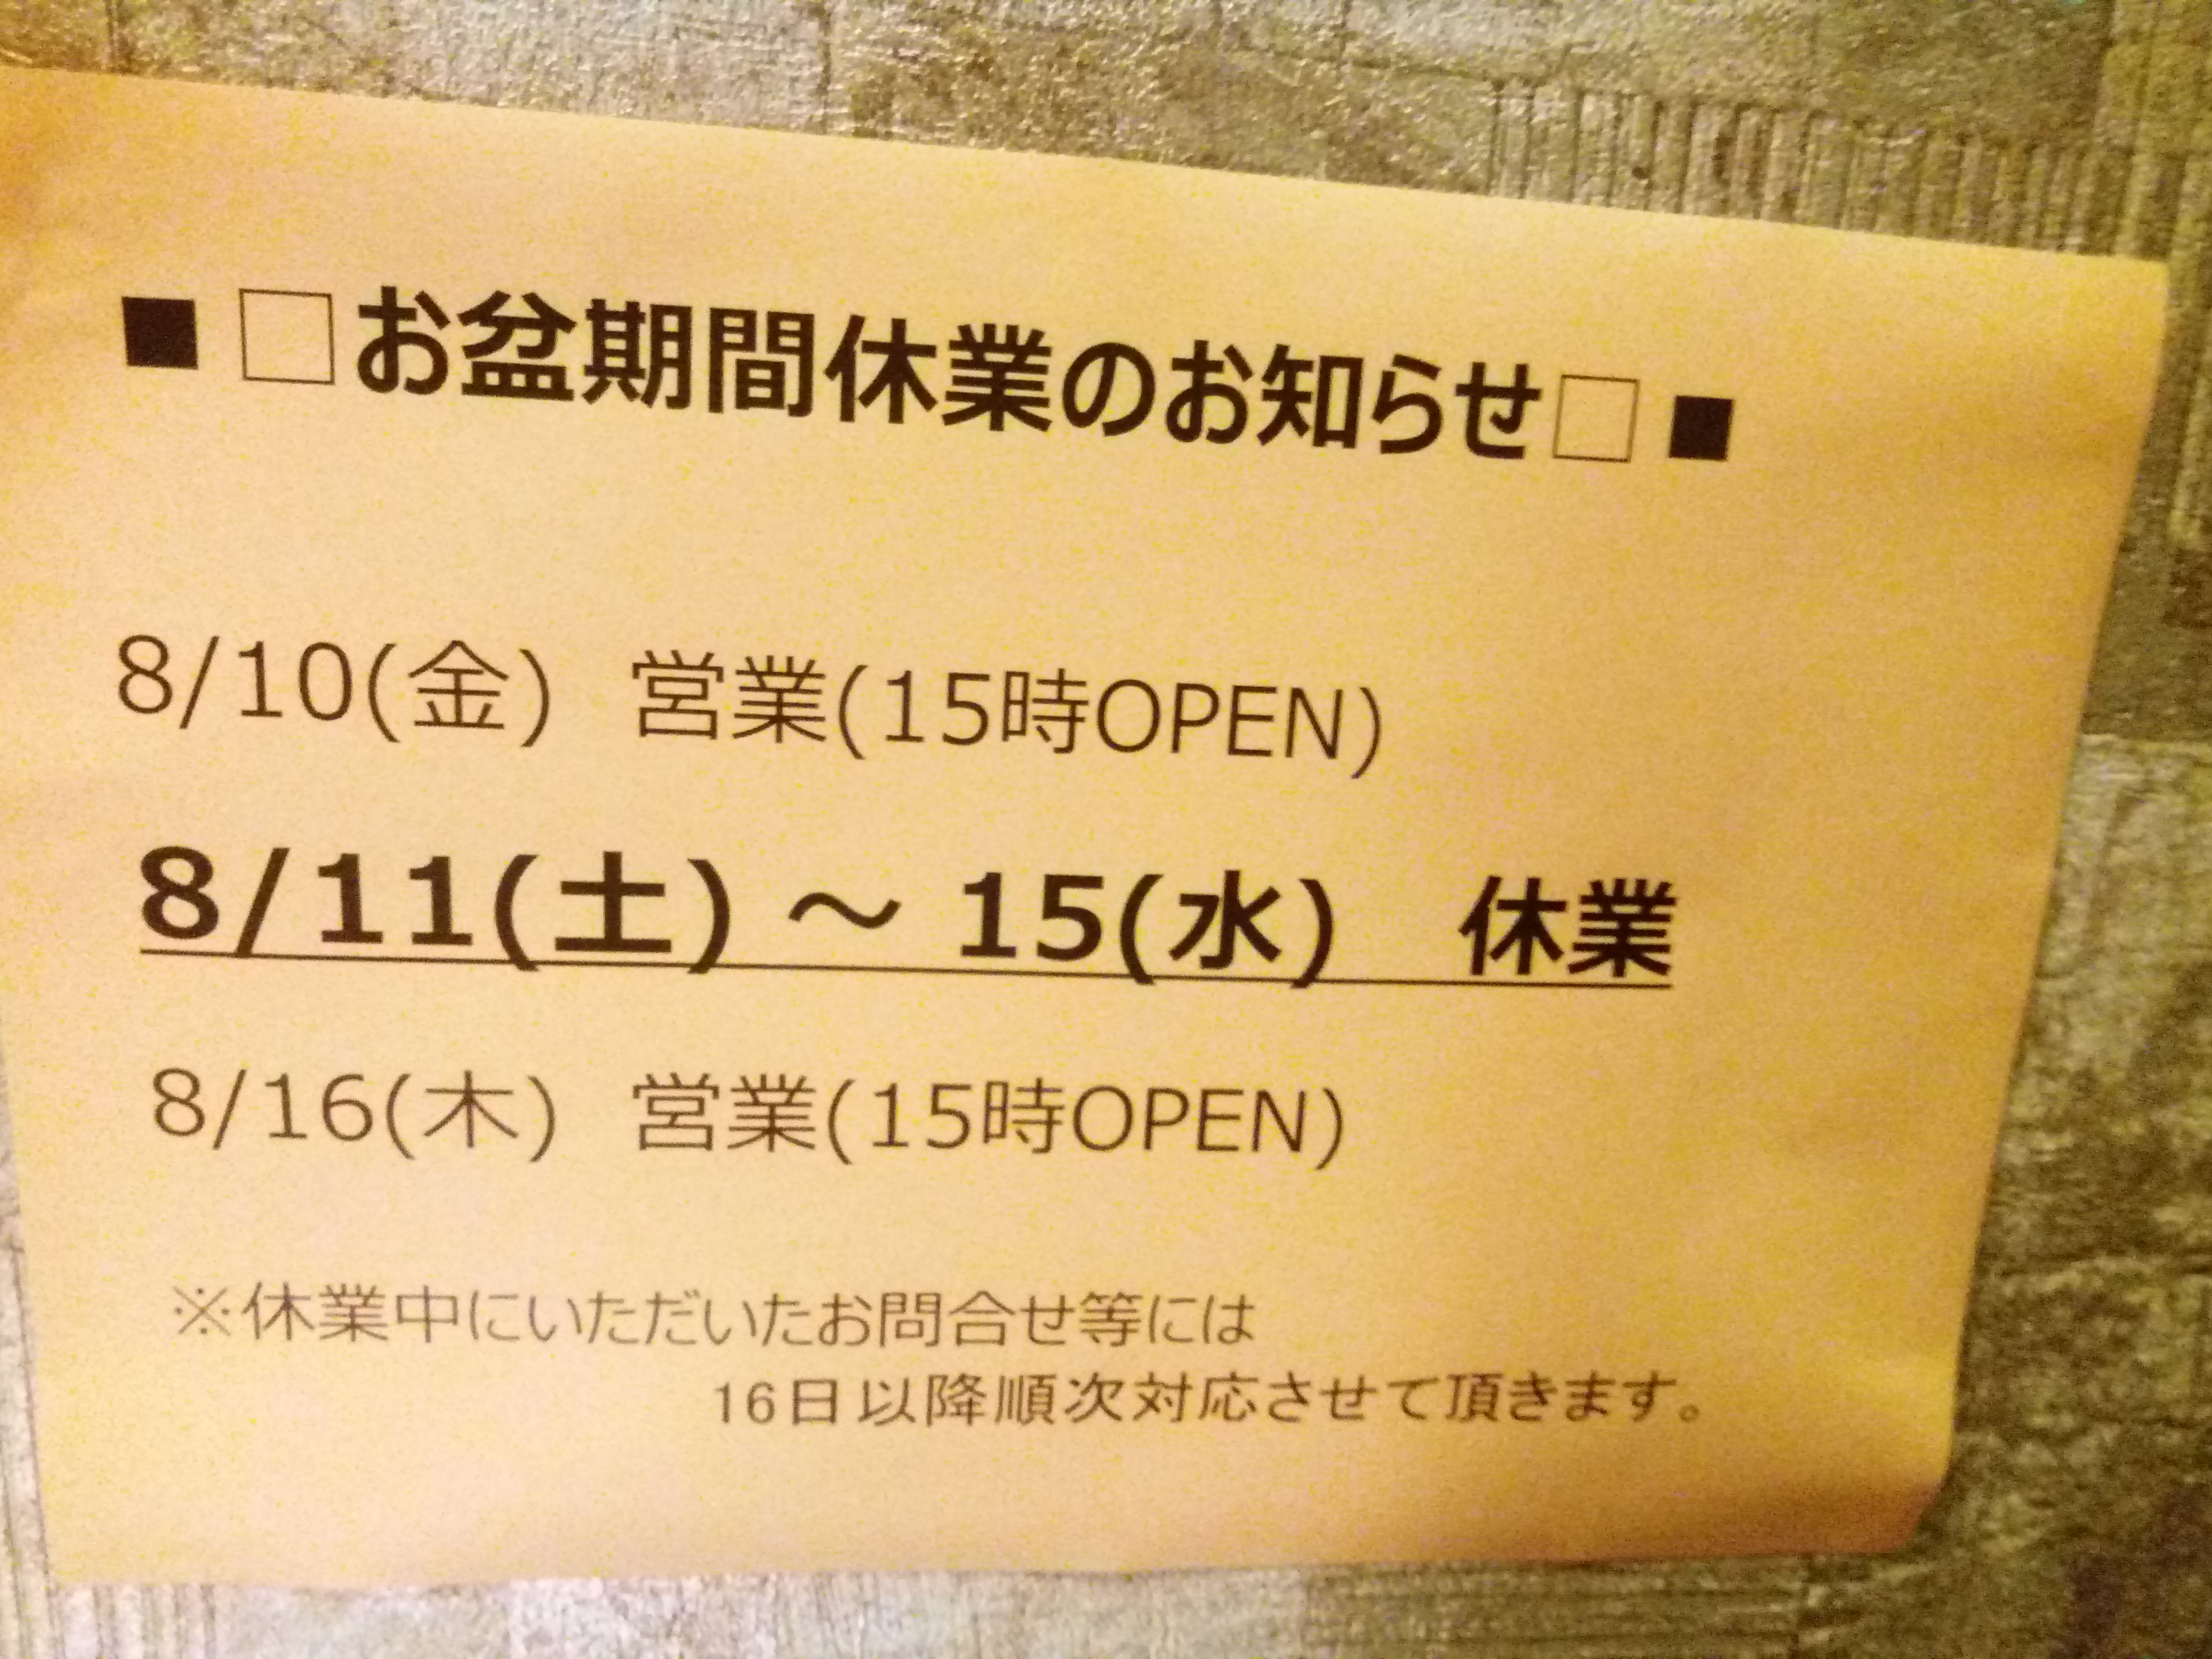 ■□お盆期間休業のお知らせ□■
8/10(金) 営業(15時OPEN)
8/11(土) ～ 15(水) 休業
8/16(木) 営業(15時OPEN)
※休業中にいただいたお問合せ等には
16日以降順次対応させて頂きます。